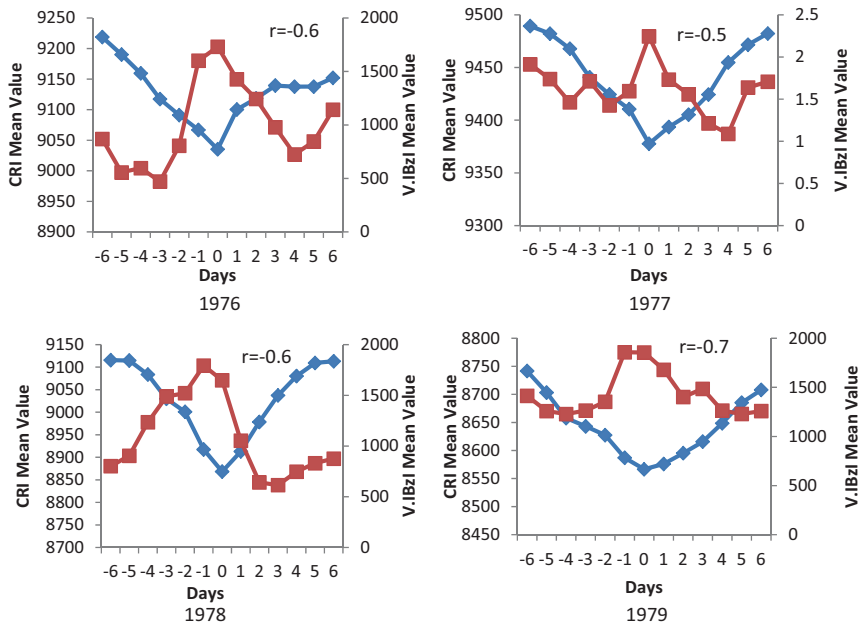 r=-0.6
CRI Mean Value
9250
9200
9150
9100
9050
9000
8950
8900
V.IBzI Mean Value
2000
1500
1000
500
0
-6 -5 -4 -3 -2 -1 0 1 2 3 4 5 6
Days
1976
r=-0.5
CRI Mean Value
9500
9450
9400
9350
9300
V.IBzI Mean Value
2.5
2
1.5
1
0.5
0
-6 -5 -4 -3 -2 -1 0 1 2 3 4 5 6
Days
1977
r=-0.6
CRI Mean Value
9150
9100
9050
9000
8950
8900
8850
8800
8750
8700
V.IBzI Mean Value
2000
1500
1000
500
0
-6 -5 -4 -3 -2 -1 0 1 2 3 4 5 6
Days
1978
r=-0.7
CRI Mean Value
8800
8750
8700
8650
8600
8550
8500
8450
V.IBzI Mean Value
2000
1500
1000
500
0
-6 -5 -4 -3 -2 -1 0 1 2 3 4 5 6
Days
1979